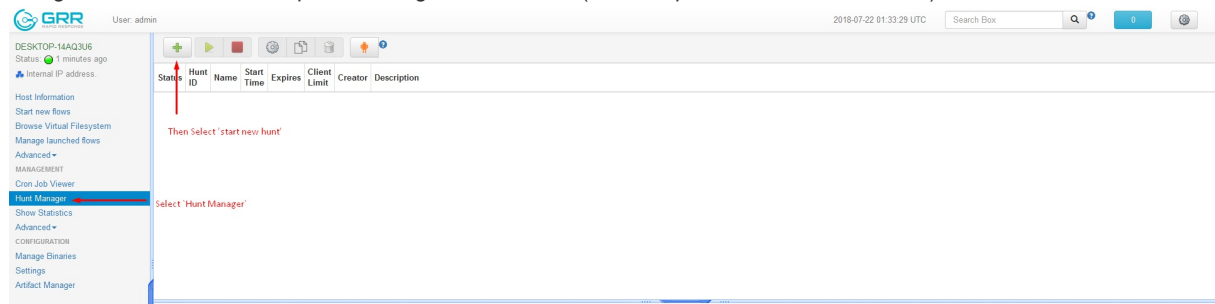 GRR
RAPID RESPONSE
User: admin
2018-07-22 01:33:29 UTC
Search Box
0
DESKTOP-14AQ3U6
Status: 1 minutes ago
Internal IP address.
Host Information
Start new flows
Browse Virtual Filesystem
Manage launched flows
Advanced
MANAGEMENT
Cron Job Viewer
Hunt Manager
Show Statistics
Advanced
CONFIGURATION
Manage Binaries
Settings
Artifact Manager
Status Hunt ID Name Start Time Expires Client Limit Creator Description
Then Select 'start new hunt'
Select 'Hunt Manager'